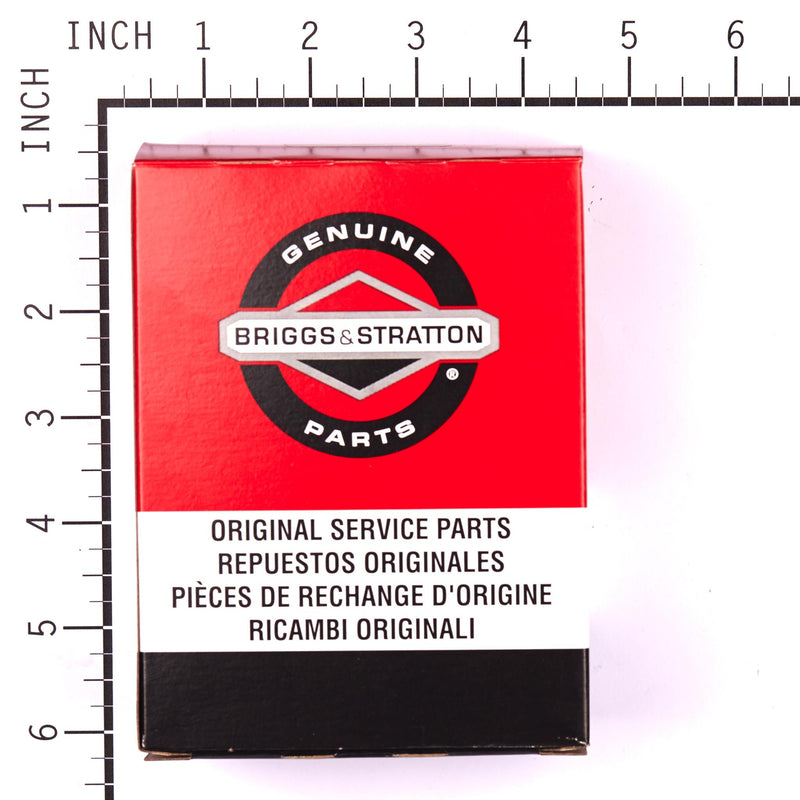 INCH 1 2 3 4 5 6
INCH
1
2
3
4
5
6
GENUINE
BRIGGS & STRATTON
®
PARTS
ORIGINAL SERVICE PARTS
REPUESTOS ORIGINALES
PIÈCES DE RECHANGE D'ORIGINE
RICAMBI ORIGINALI